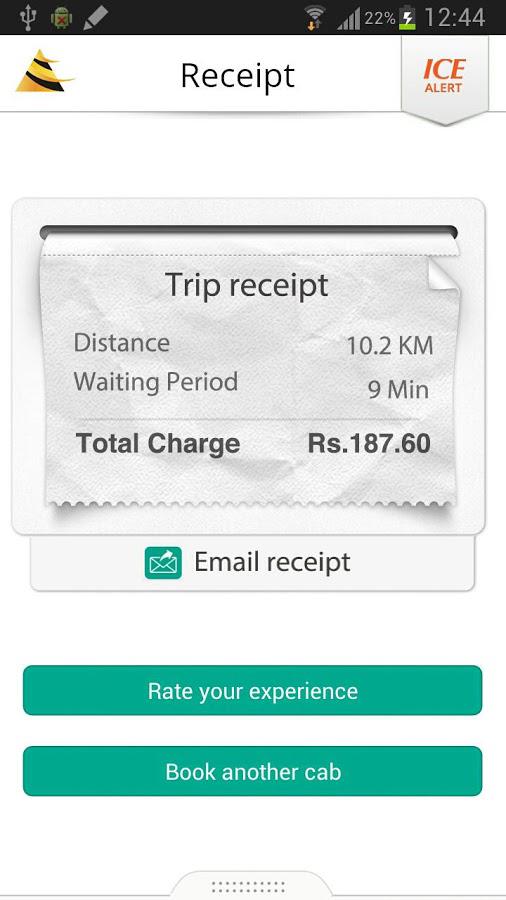 22% 12:44
Receipt
ICE
ALERT
Trip receipt
Distance 10.2 KM
Waiting Period 9 Min
Total Charge Rs.187.60
Email receipt
Rate your experience
Book another cab